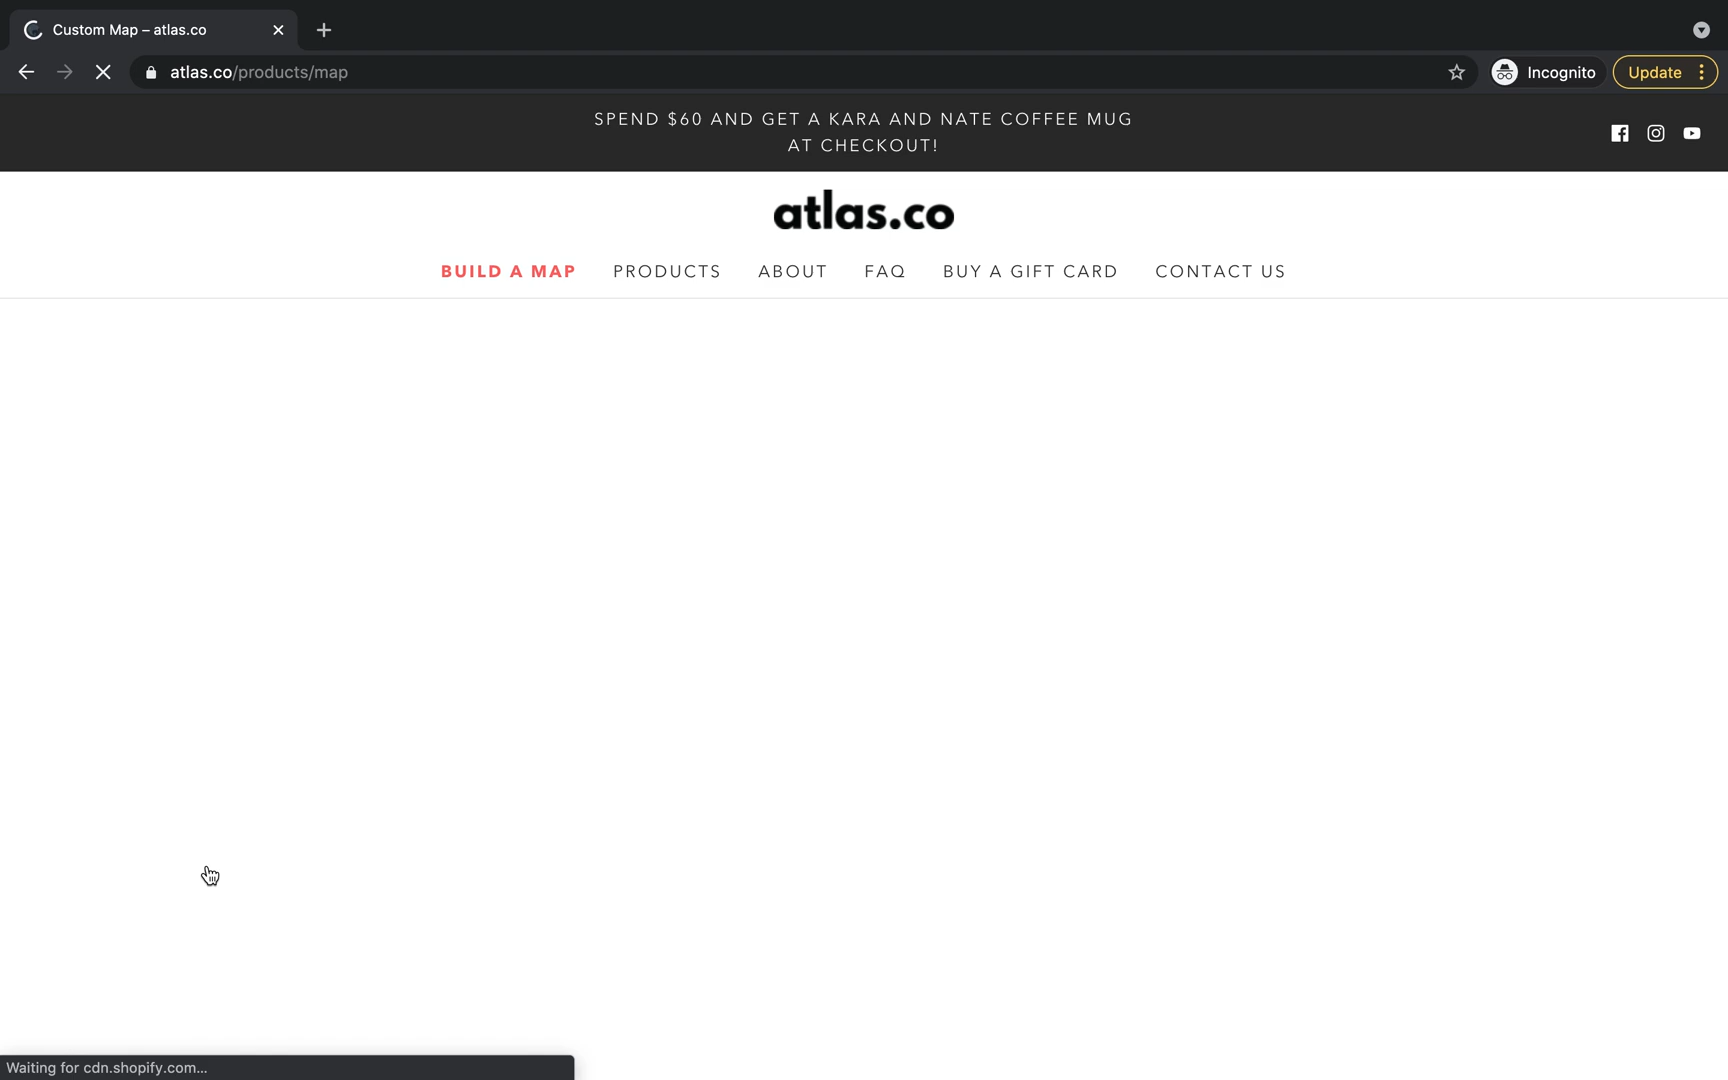 Custom Map – atlas.co
atlas.co/products/map
Incognito
Update
SPEND $60 AND GET A KARA AND NATE COFFEE MUG
AT CHECKOUT!
atlas.co
BUILD A MAP PRODUCTS ABOUT FAQ BUY A GIFT CARD CONTACT US
Waiting for cdn.shopify.com...